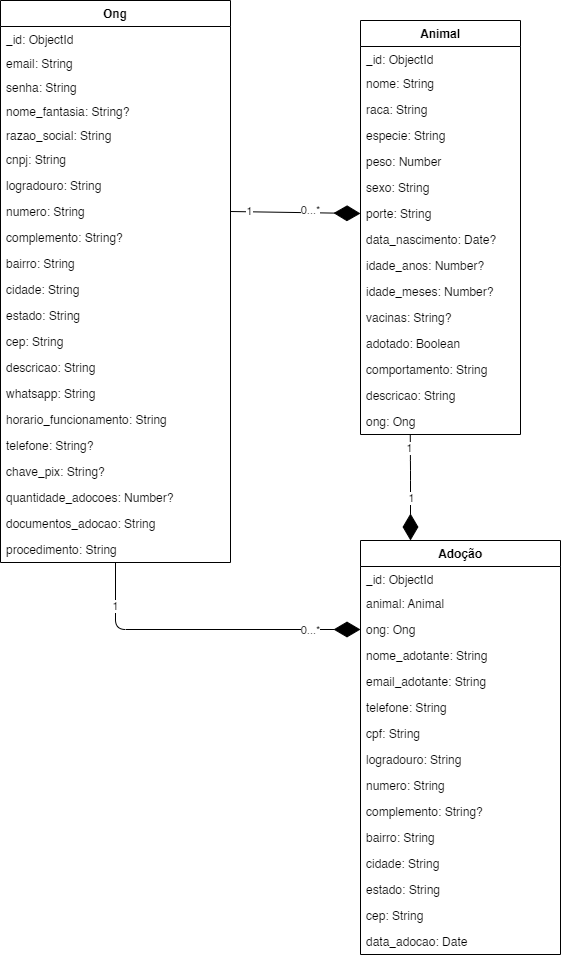 Ong
_id: ObjectId
email: String
senha: String
nome_fantasia: String?
razao_social: String
cnpj: String
logradouro: String
numero: String
complemento: String?
bairro: String
cidade: String
estado: String
cep: String
descricao: String
whatsapp: String
horario_funcionamento: String
telefone: String?
chave_pix: String?
quantidade_adocoes: Number?
documentos_adocao: String
procedimento: String
1
0...*
Animal
_id: ObjectId
nome: String
raca: String
especie: String
peso: Number
sexo: String
porte: String
data_nascimento: Date?
idade_anos: Number?
idade_meses: Number?
vacinas: String?
adotado: Boolean
comportamento: String
descricao: String
ong: Ong
1
1
1
0...*
Adoção
_id: ObjectId
animal: Animal
ong: Ong
nome_adotante: String
email_adotante: String
telefone: String
cpf: String
logradouro: String
numero: String
complemento: String?
bairro: String
cidade: String
estado: String
cep: String
data_adocao: Date